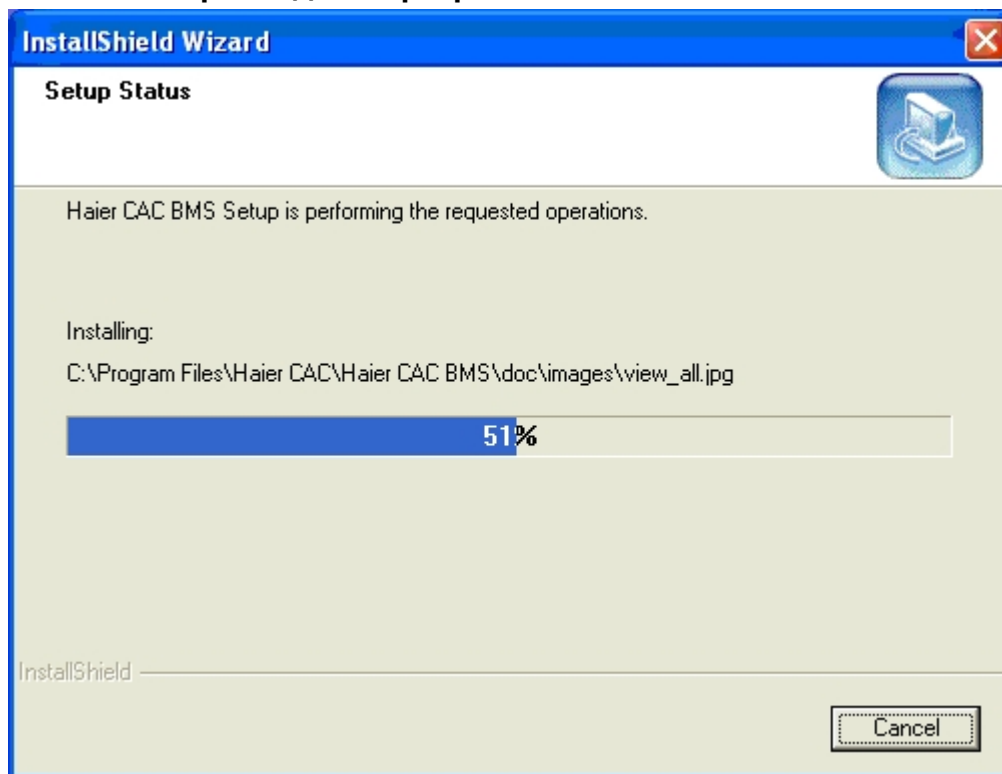 InstallShield Wizard
Setup Status
Haier CAC BMS Setup is performing the requested operations.
Installing:
C:\Program Files\Haier CAC\Haier CAC BMS\doc\images\view_all.jpg
51%
InstallShield
Cancel